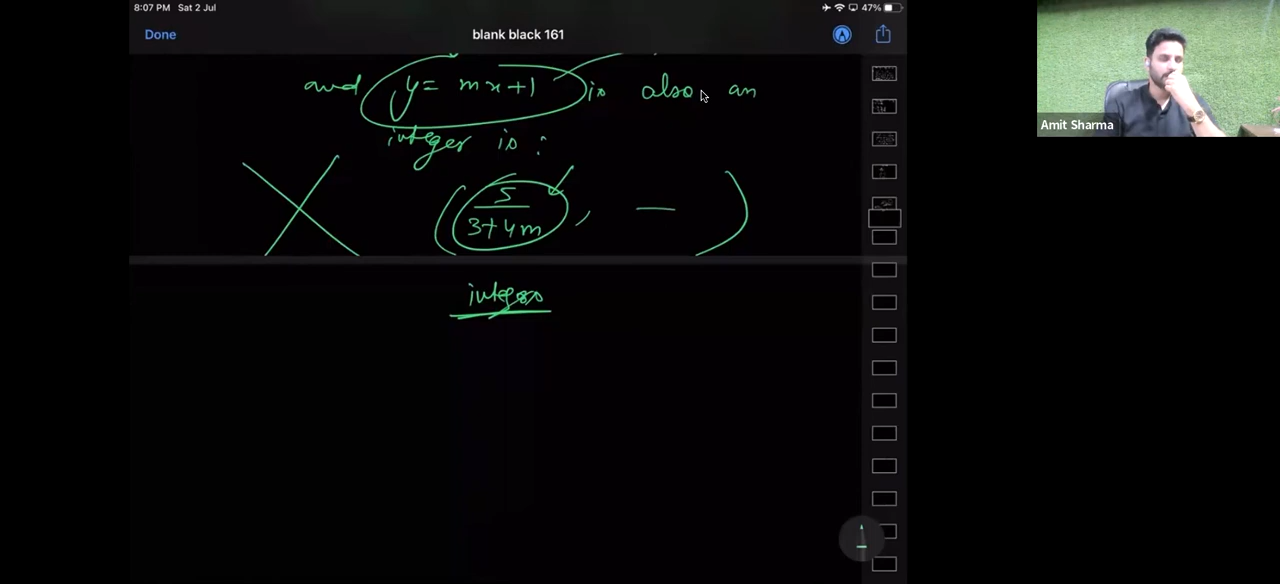 8:07 PM Sat 2 Jul
47%
Done
blank black 161
and y = mx+1 is also an
integer is :
( 5/3+4m , — )
integers
Amit Sharma